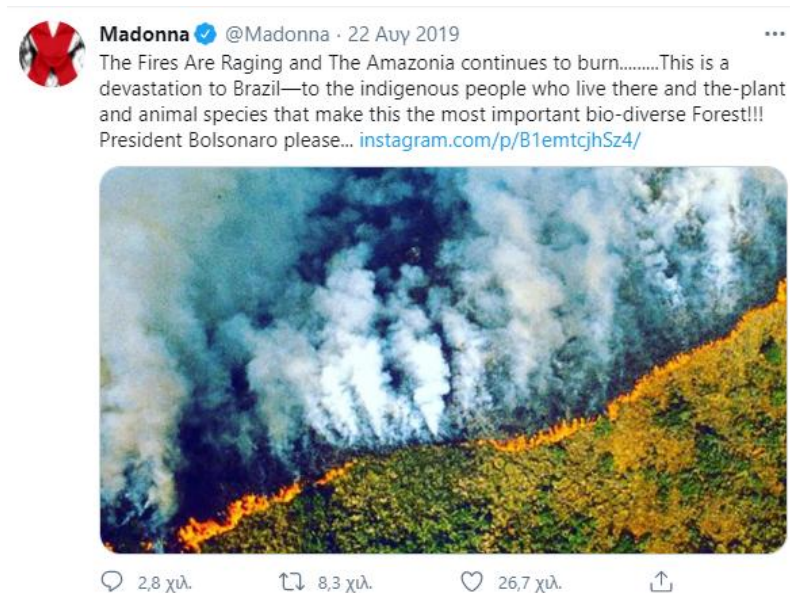 Madonna @Madonna · 22 Αυγ 2019
The Fires Are Raging and The Amazonia continues to burn.........This is a
devastation to Brazil—to the indigenous people who live there and the-plant
and animal species that make this the most important bio-diverse Forest!!!
President Bolsonaro please... instagram.com/p/B1emtcjhSz4/
2,8 χιλ. 8,3 χιλ. 26,7 χιλ.